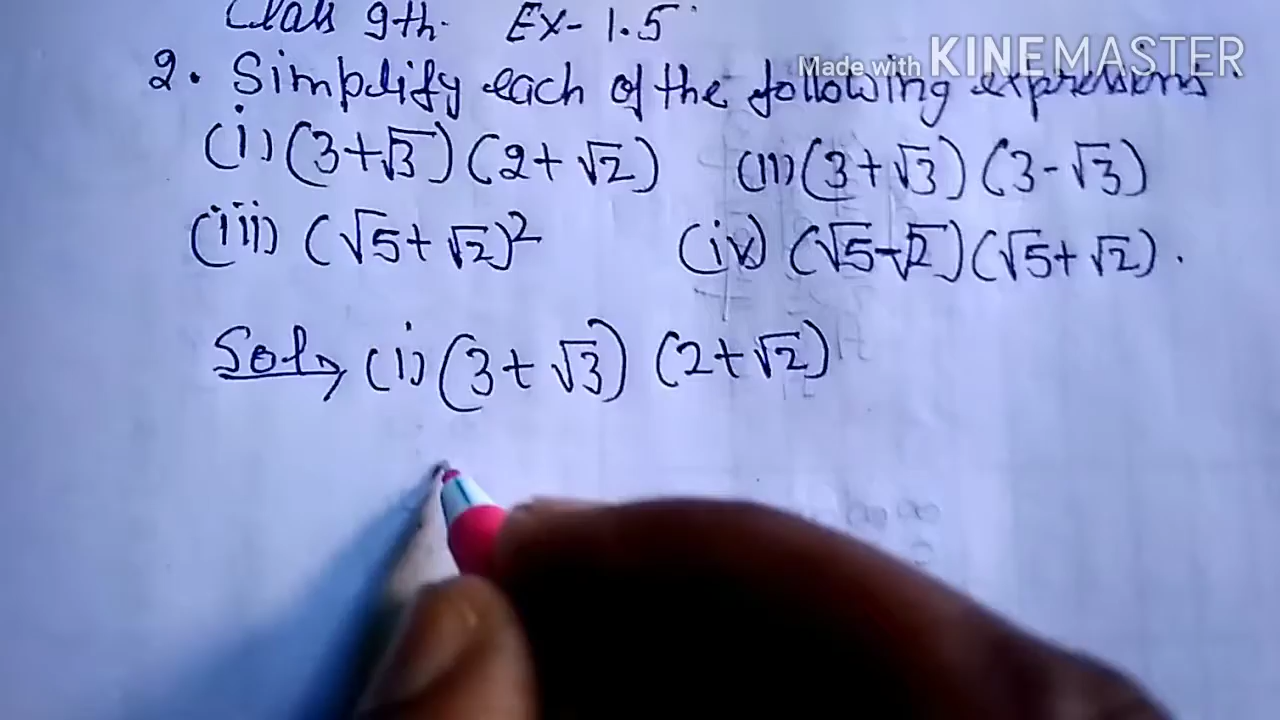 Class 9th. Ex- 1.5
Made with KINEMASTER
2. Simplify each of the following expressions.
(i) (3+√3) (2+√2) (ii) (3+√3) (3-√3)
(iii) (√5+√2)² (iv) (√5-√2) (√5+√2).
Sol→ (i) (3+√3) (2+√2)